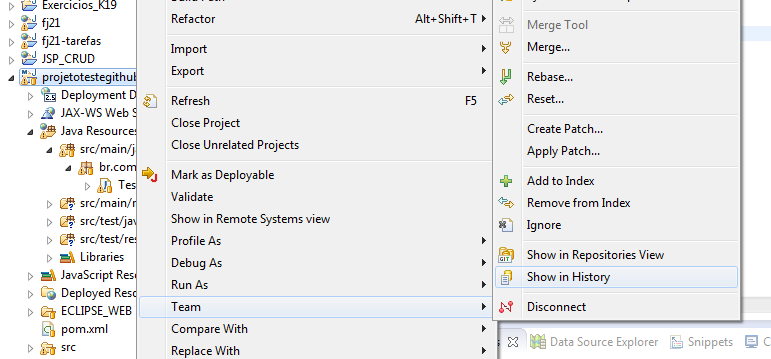 Exercicios_K19
fj21
fj21-tarefas
JSP_CRUD
projetotestegithub
Deployment D
JAX-WS Web S
Java Resources
src/main/j
br.com
Tes
src/main/r
src/test/jav
src/test/res
Libraries
JavaScript Reso
Deployed Reso
ECLIPSE_WEB
pom.xml
src
Refactor Alt+Shift+T
Import
Export
Refresh F5
Close Project
Close Unrelated Projects
Mark as Deployable
Validate
Show in Remote Systems view
Profile As
Debug As
Run As
Team
Compare With
Replace With
Merge Tool
Merge...
Rebase...
Reset...
Create Patch...
Apply Patch...
Add to Index
Remove from Index
Ignore
Show in Repositories View
Show in History
Disconnect
Data Source Explorer
Snippets